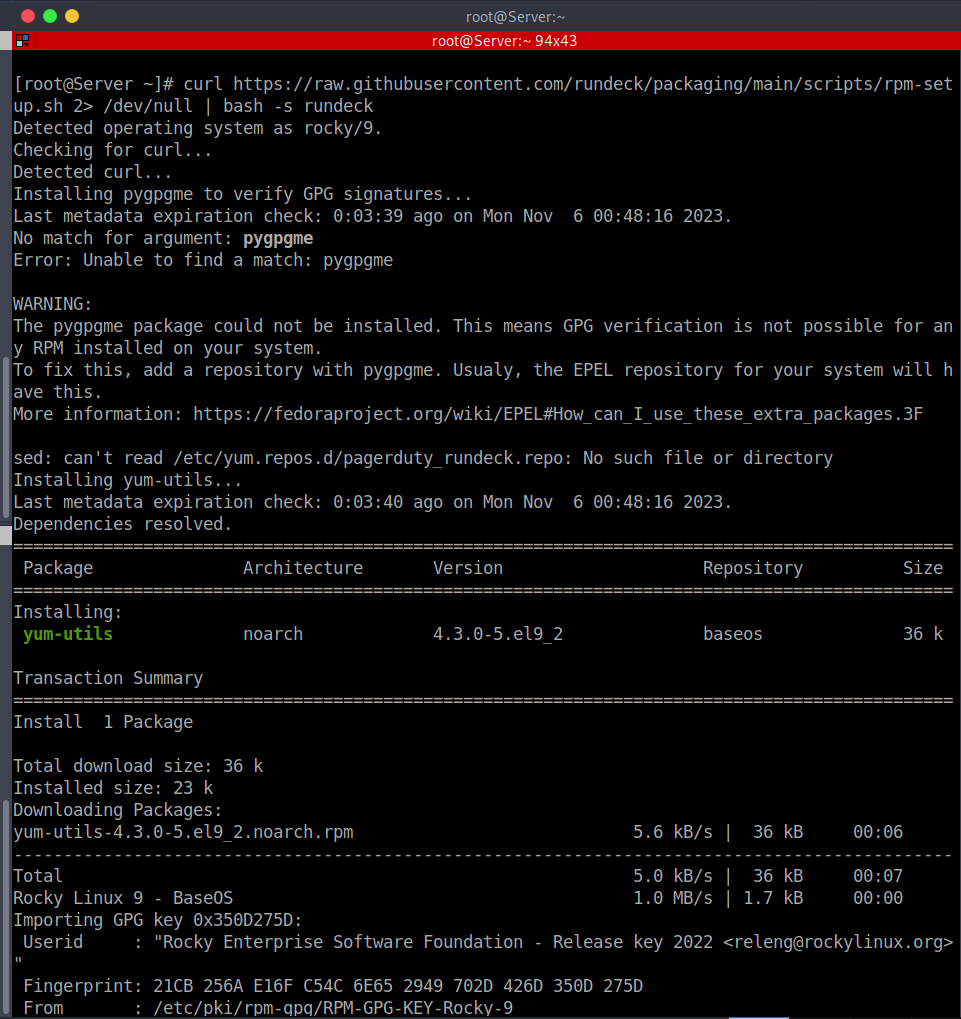 root@Server:~
root@Server:~ 94x43
[root@Server ~]# curl https://raw.githubusercontent.com/rundeck/packaging/main/scripts/rpm-set
up.sh 2> /dev/null | bash -s rundeck
Detected operating system as rocky/9.
Checking for curl...
Detected curl...
Installing pygpgme to verify GPG signatures...
Last metadata expiration check: 0:03:39 ago on Mon Nov  6 00:48:16 2023.
No match for argument: pygpgme
Error: Unable to find a match: pygpgme
WARNING:
The pygpgme package could not be installed. This means GPG verification is not possible for an
y RPM installed on your system.
To fix this, add a repository with pygpgme. Usualy, the EPEL repository for your system will h
ave this.
More information: https://fedoraproject.org/wiki/EPEL#How_can_I_use_these_extra_packages.3F
sed: can't read /etc/yum.repos.d/pagerduty_rundeck.repo: No such file or directory
Installing yum-utils...
Last metadata expiration check: 0:03:40 ago on Mon Nov  6 00:48:16 2023.
Dependencies resolved.
==============================================================================================
 Package               Architecture       Version                    Repository          Size
==============================================================================================
Installing:
 yum-utils             noarch             4.3.0-5.el9_2              baseos              36 k
Transaction Summary
==============================================================================================
Install  1 Package
Total download size: 36 k
Installed size: 23 k
Downloading Packages:
yum-utils-4.3.0-5.el9_2.noarch.rpm                            5.6 kB/s |  36 kB     00:06
----------------------------------------------------------------------------------------------
Total                                                         5.0 kB/s |  36 kB     00:07
Rocky Linux 9 - BaseOS                                        1.0 MB/s | 1.7 kB     00:00
Importing GPG key 0x350D275D:
 Userid     : "Rocky Enterprise Software Foundation - Release key 2022 <releng@rockylinux.org>
"
 Fingerprint: 21CB 256A E16F C54C 6E65 2949 702D 426D 350D 275D
 From       : /etc/pki/rpm-gpg/RPM-GPG-KEY-Rocky-9